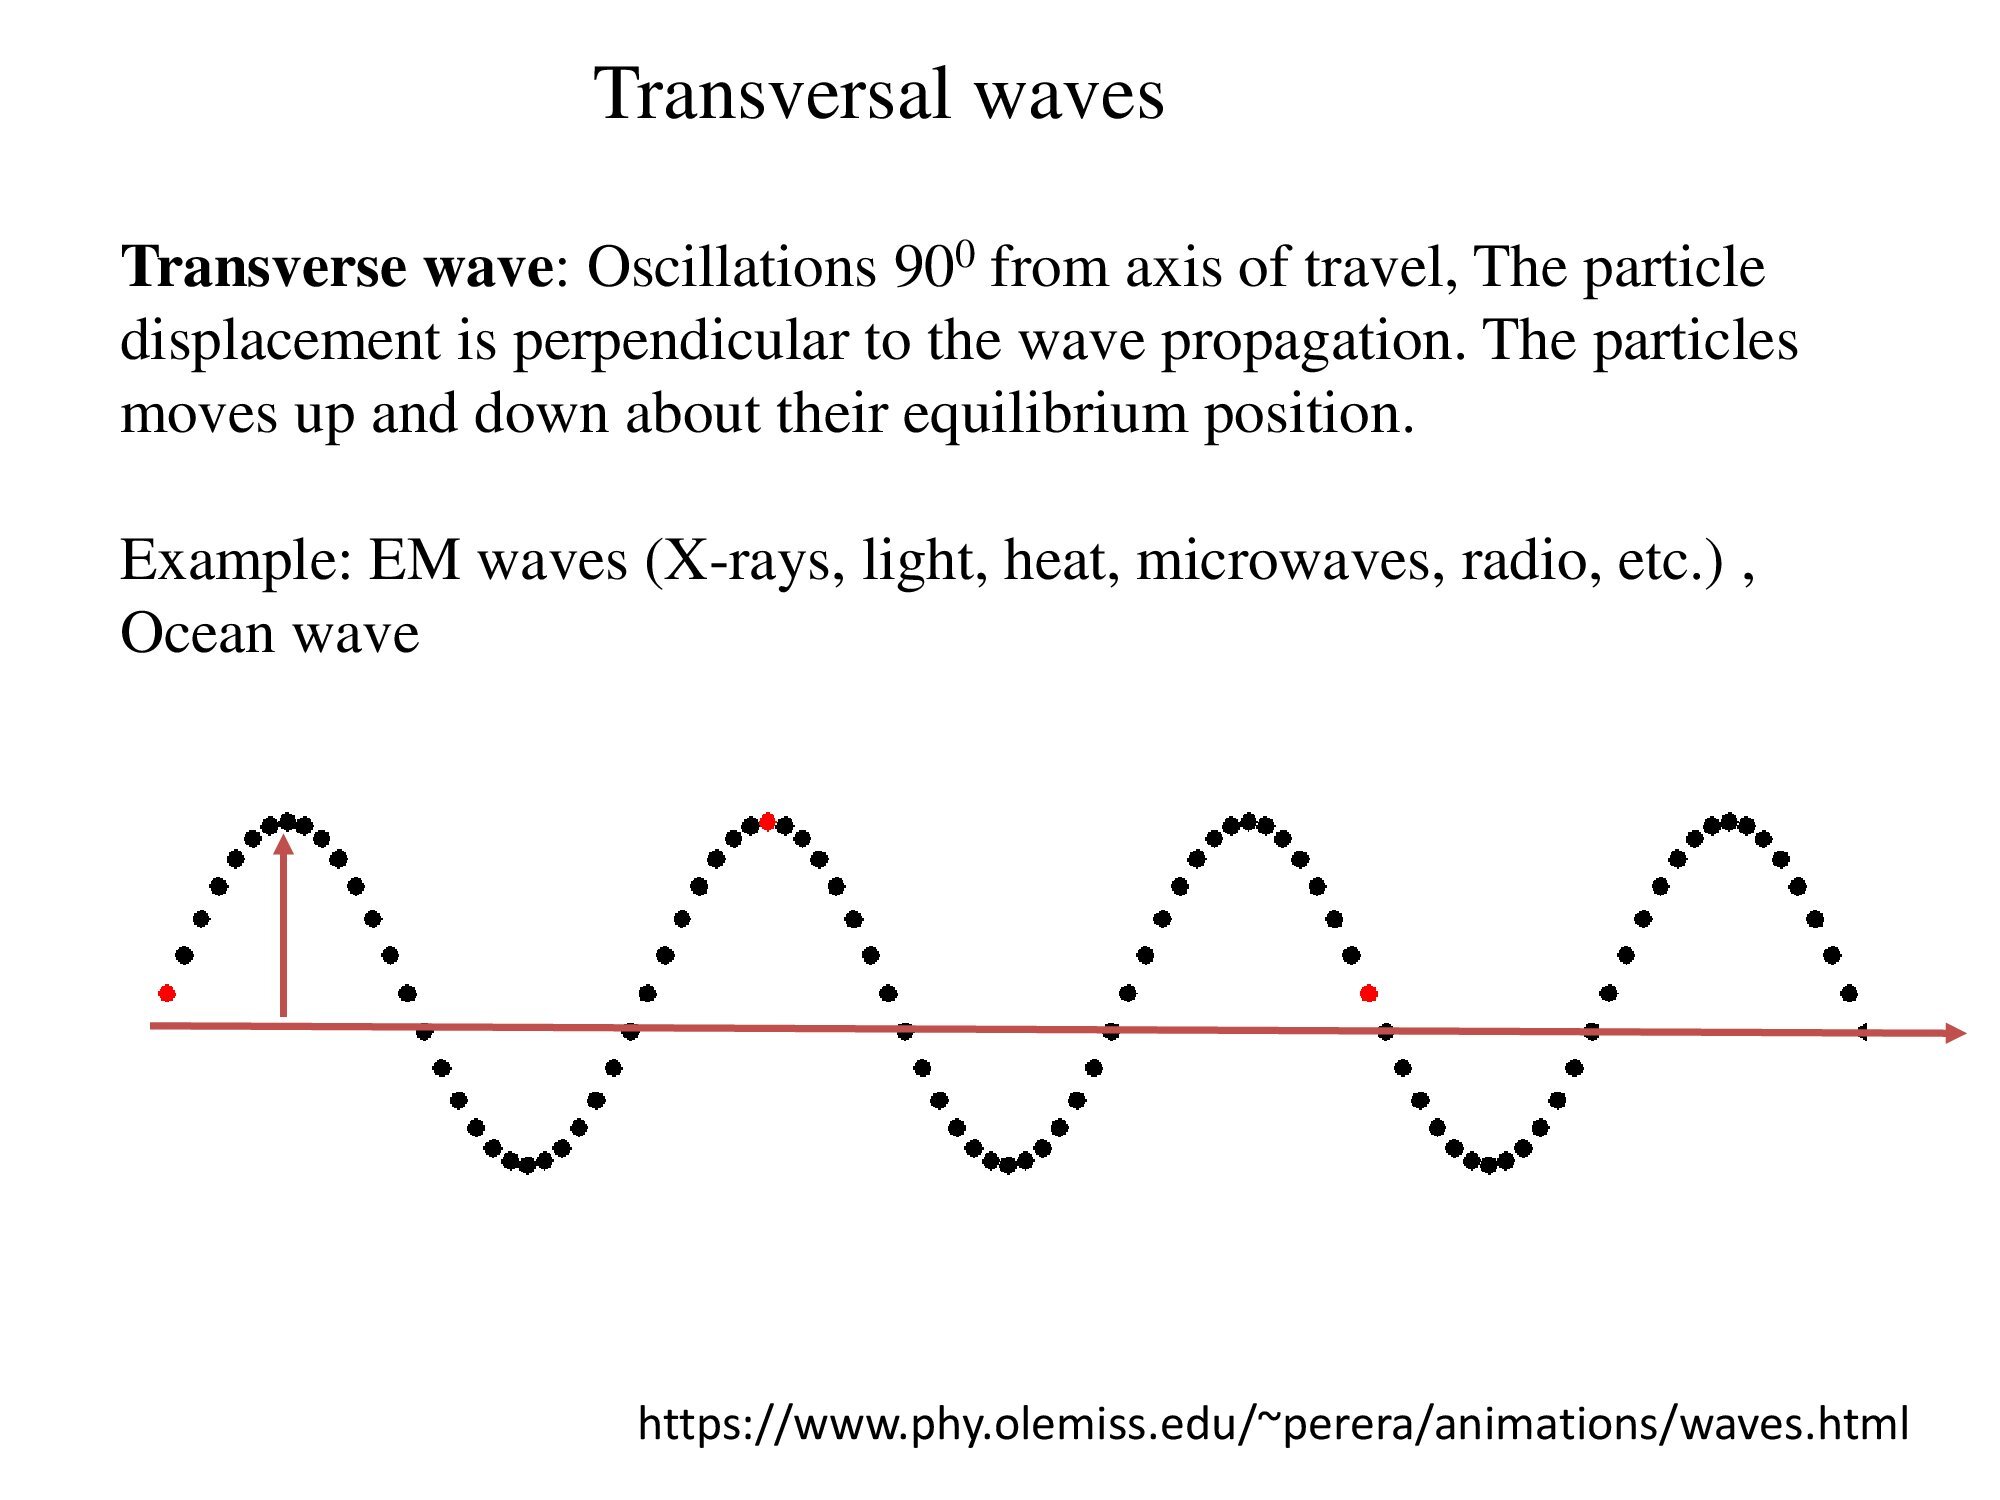 Transversal waves
Transverse wave: Oscillations 90⁰ from axis of travel, The particle
displacement is perpendicular to the wave propagation. The particles
moves up and down about their equilibrium position.
Example: EM waves (X-rays, light, heat, microwaves, radio, etc.) ,
Ocean wave
https://www.phy.olemiss.edu/~perera/animations/waves.html